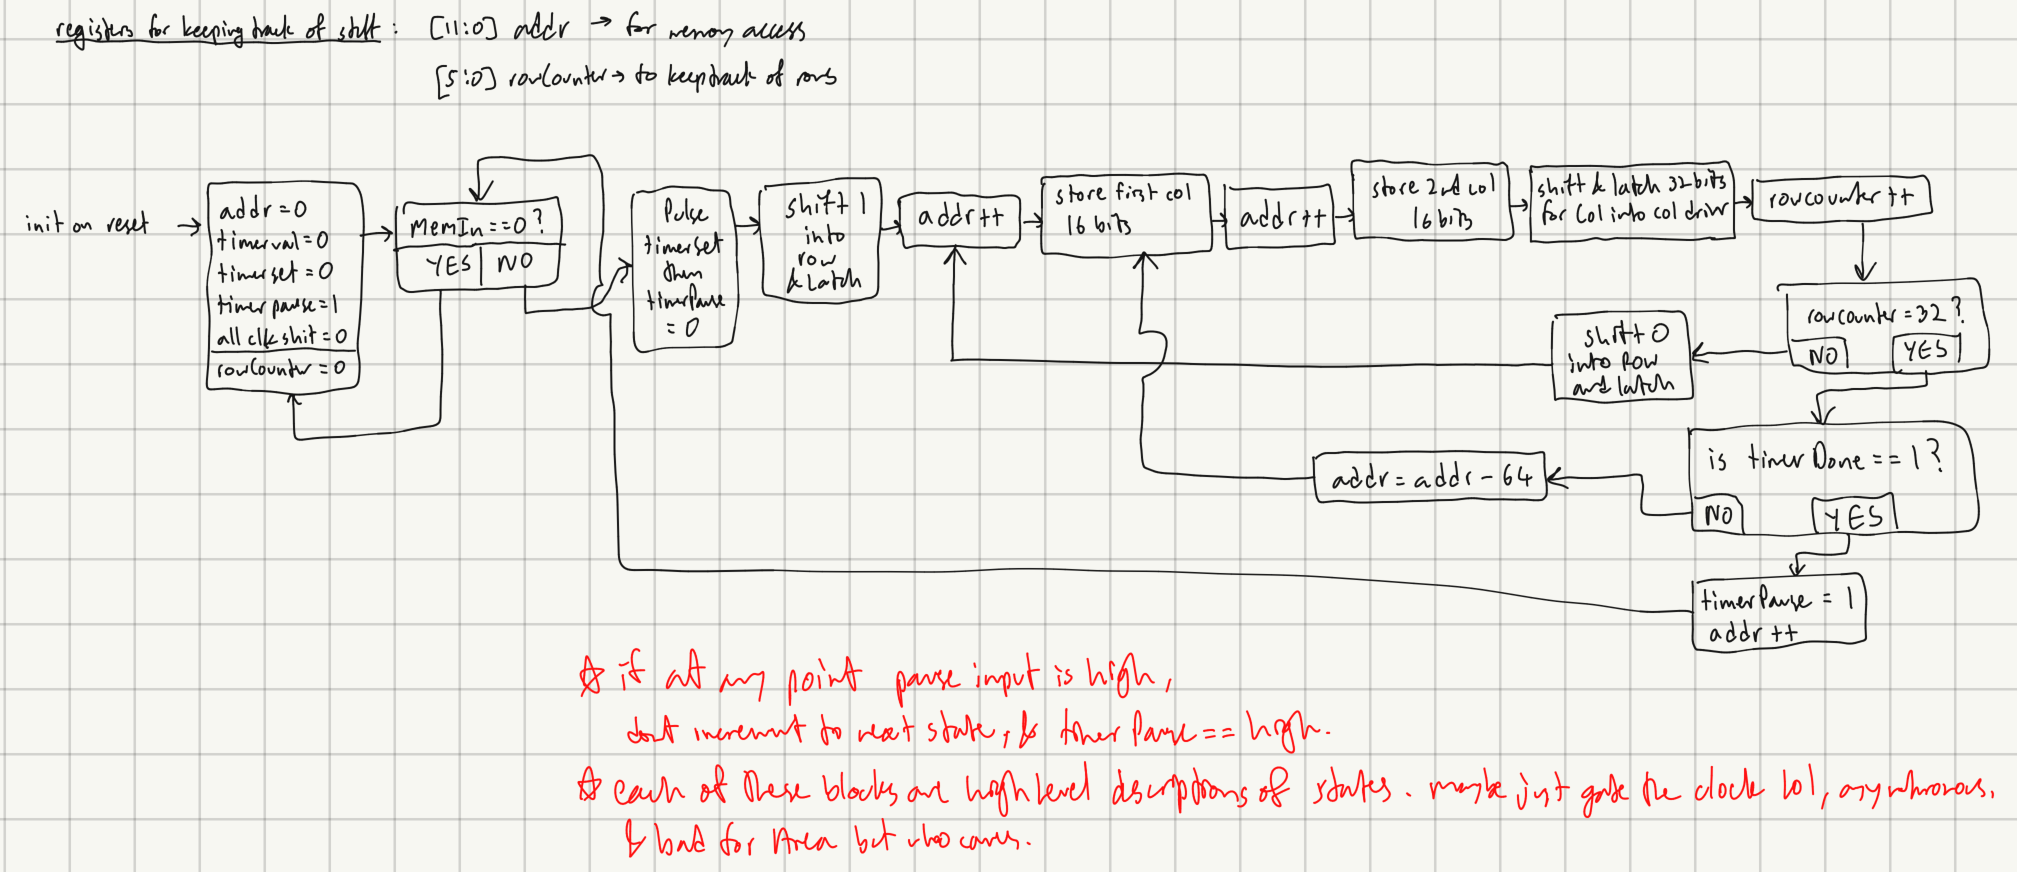 registers for keeping track of shift : [11:0] addr → for memory access
[5:0] rowCounter → to keep track of rows
init on reset →
addr = 0
timerval = 0
timerset = 0
timer pause = 1
all clk shit = 0
rowCounter = 0
MemIn == 0 ?
YES | NO
Pulse
timerset
then
timerPause
= 0
shift 1
into
row
& Latch
addr ++
store first col
16 bits
addr ++
store 2nd col
16 bits
shift & latch 32 bits
for Col into col driver
rowcounter ++
rowcounter = 32 ?
NO YES
shift 0
into Row
and latch
is timerDone == 1 ?
NO YES
addr = addr - 64
timerPause = 1
addr ++
☆ if at any point pause input is high,
dont increment to next state, & timerPause == high.
☆ each of these blocks are high level descriptions of states. maybe just gate the clock lol, asynchronous,
& bad for Area but who cares.